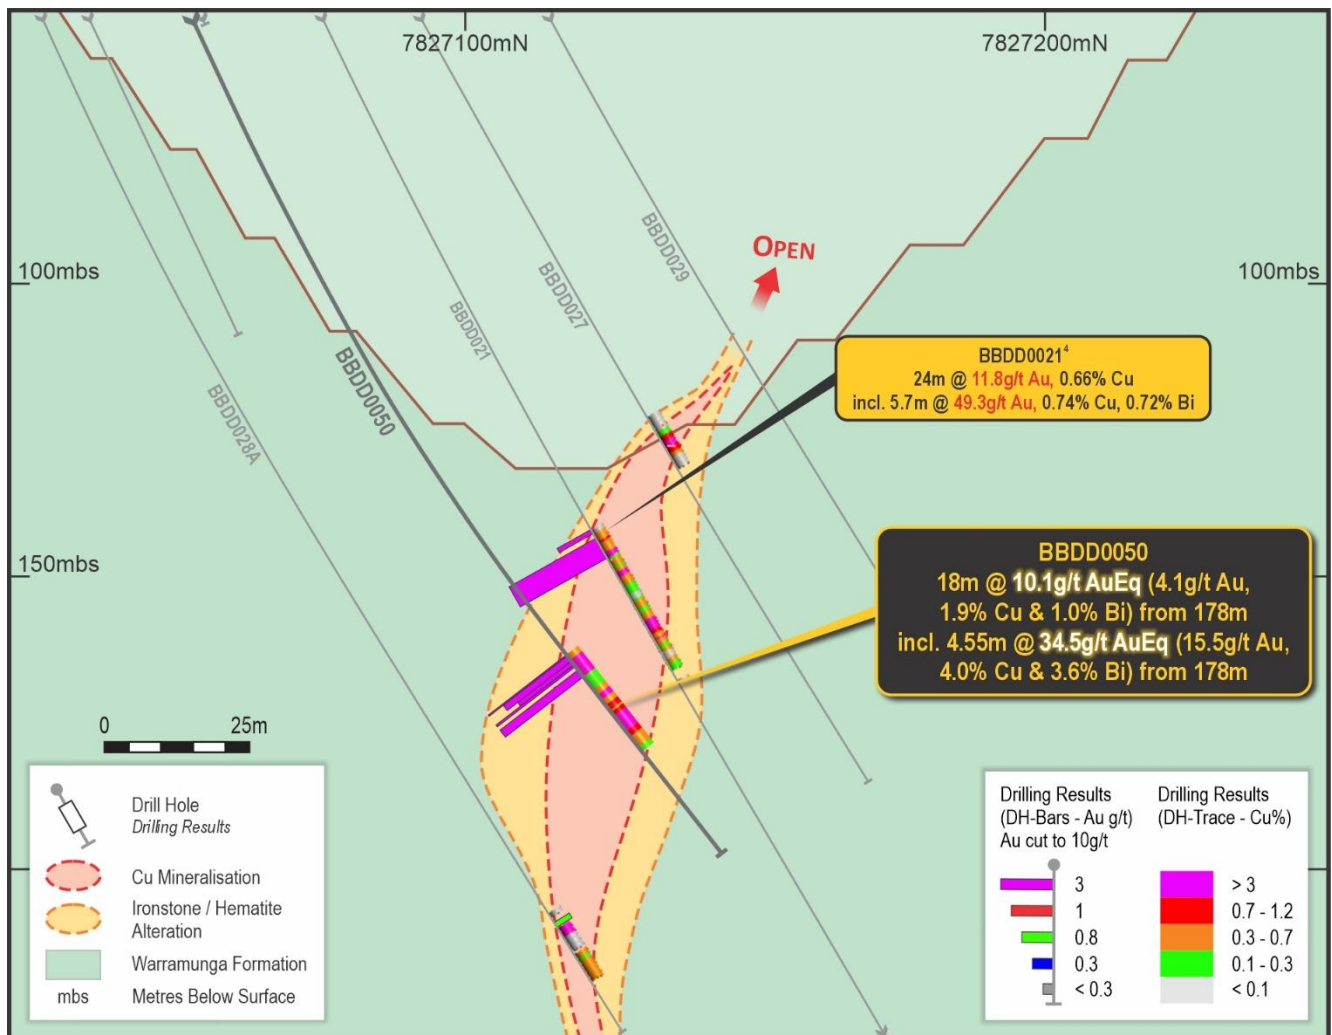 7827100mN
7827200mN
OPEN
100mbs
100mbs
BBDD029
BBDD027
BBDD021
BBDD0050
BBDD028A
BBDD0021⁴
24m @ 11.8g/t Au, 0.66% Cu
incl. 5.7m @ 49.3g/t Au, 0.74% Cu, 0.72% Bi
150mbs
BBDD0050
18m @ 10.1g/t AuEq (4.1g/t Au,
1.9% Cu & 1.0% Bi) from 178m
incl. 4.55m @ 34.5g/t AuEq (15.5g/t Au,
4.0% Cu & 3.6% Bi) from 178m
0 25m
Drill Hole
Drilling Results
Cu Mineralisation
Ironstone / Hematite
Alteration
Warramunga Formation
mbs Metres Below Surface
Drilling Results
(DH-Bars - Au g/t)
Au cut to 10g/t
3
1
0.8
0.3
< 0.3
Drilling Results
(DH-Trace - Cu%)
> 3
0.7 - 1.2
0.3 - 0.7
0.1 - 0.3
< 0.1